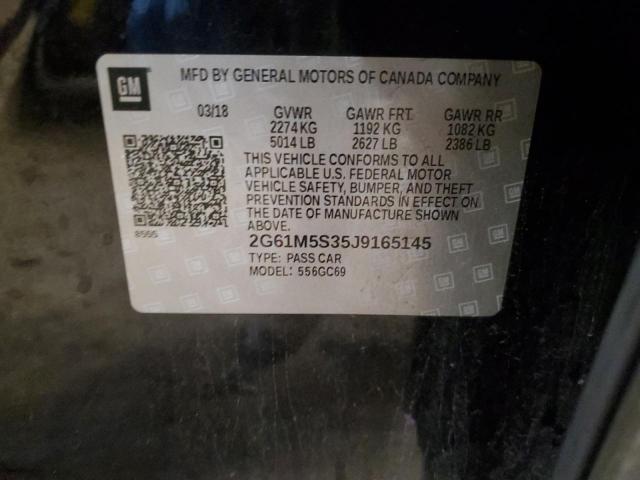 GM
MFD BY GENERAL MOTORS OF CANADA COMPANY
03/18 GVWR GAWR FRT GAWR RR
2274 KG 1192 KG 1082 KG
5014 LB 2627 LB 2386 LB
THIS VEHICLE CONFORMS TO ALL
APPLICABLE U.S. FEDERAL MOTOR
VEHICLE SAFETY, BUMPER, AND THEFT
PREVENTION STANDARDS IN EFFECT ON
THE DATE OF MANUFACTURE SHOWN
ABOVE.
2G61M5S35J9165145
TYPE: PASS CAR
MODEL: 556GC69